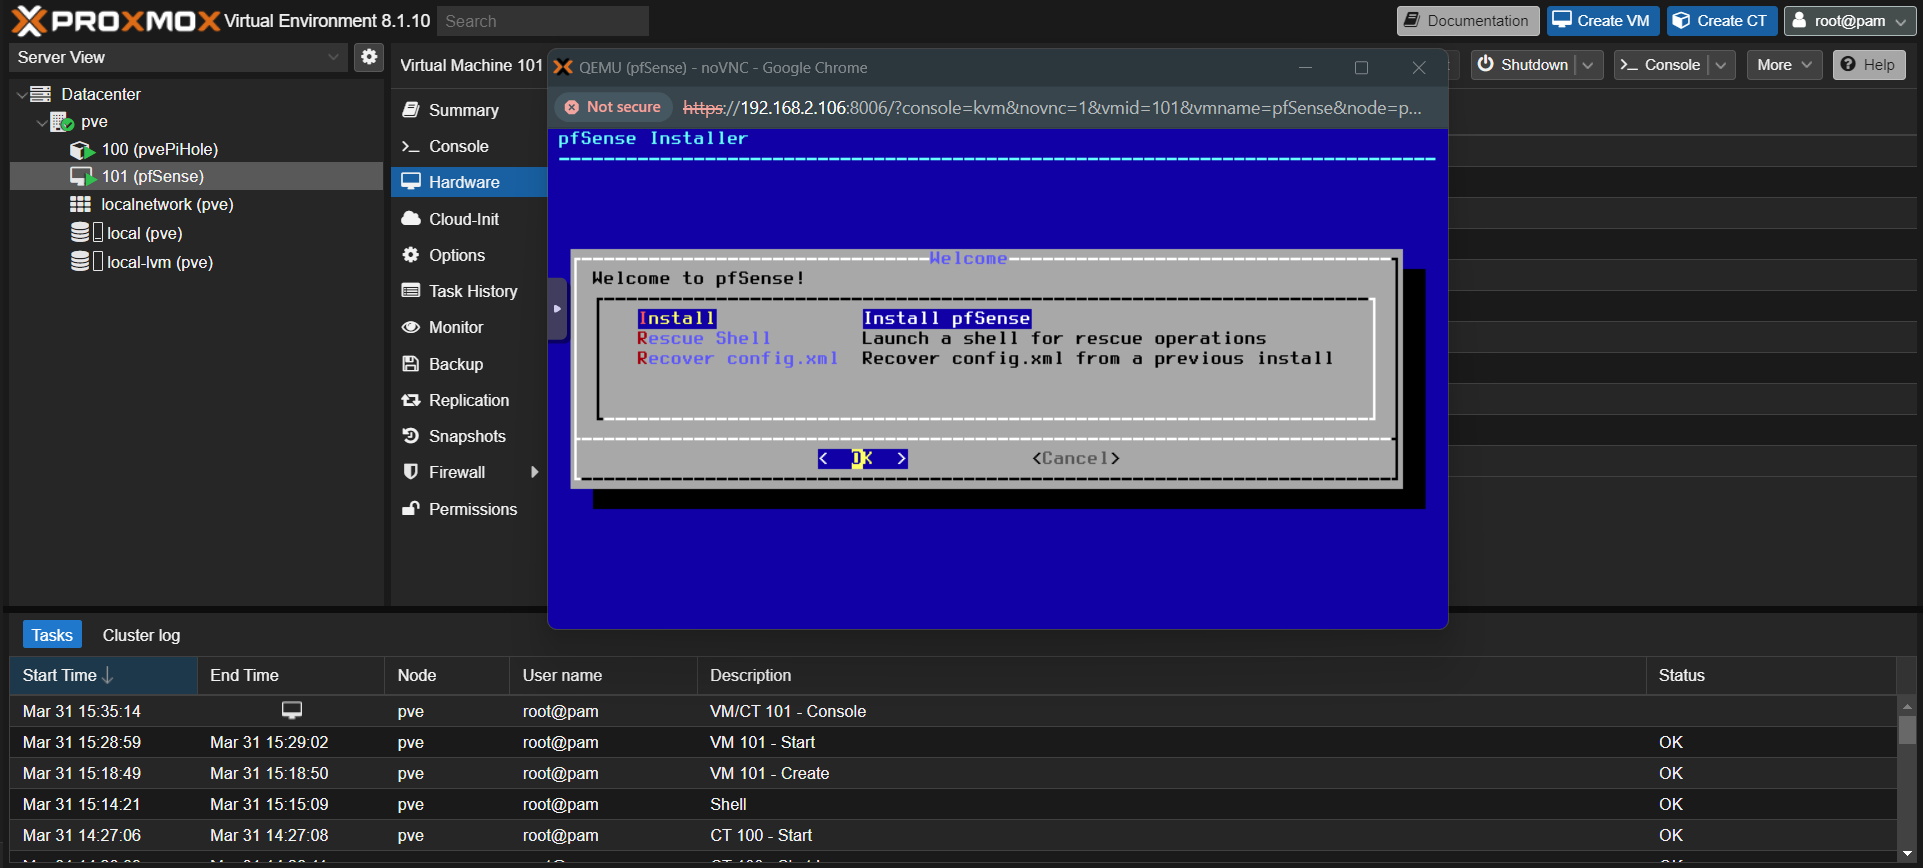 PROXMOX Virtual Environment 8.1.10 Search Documentation Create VM Create CT root@pam
Server View
Virtual Machine 101
Shutdown Console More Help
Datacenter
pve
100 (pvePiHole)
101 (pfSense)
localnetwork (pve)
local (pve)
local-lvm (pve)
Summary
Console
Hardware
Cloud-Init
Options
Task History
Monitor
Backup
Replication
Snapshots
Firewall
Permissions
QEMU (pfSense) - noVNC - Google Chrome
Not secure https://192.168.2.106:8006/?console=kvm&novnc=1&vmid=101&vmname=pfSense&node=p...
pfSense Installer
Welcome
Welcome to pfSense!
Install Install pfSense
Rescue Shell Launch a shell for rescue operations
Recover config.xml Recover config.xml from a previous install
< OK > <Cancel>
Tasks Cluster log
Start Time End Time Node User name Description Status
Mar 31 15:35:14 pve root@pam VM/CT 101 - Console
Mar 31 15:28:59 Mar 31 15:29:02 pve root@pam VM 101 - Start OK
Mar 31 15:18:49 Mar 31 15:18:50 pve root@pam VM 101 - Create OK
Mar 31 15:14:21 Mar 31 15:15:09 pve root@pam Shell OK
Mar 31 14:27:06 Mar 31 14:27:08 pve root@pam CT 100 - Start OK